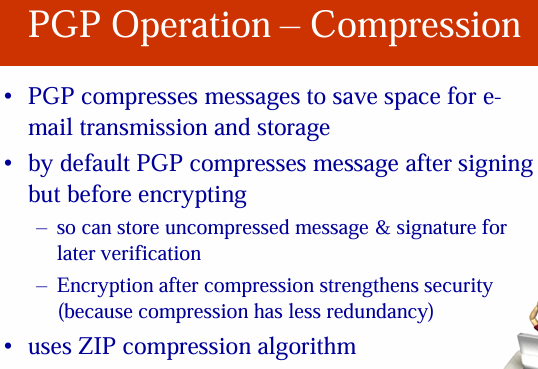 PGP Operation – Compression
• PGP compresses messages to save space for e-
mail transmission and storage
• by default PGP compresses message after signing
but before encrypting
– so can store uncompressed message & signature for
later verification
– Encryption after compression strengthens security
(because compression has less redundancy)
• uses ZIP compression algorithm